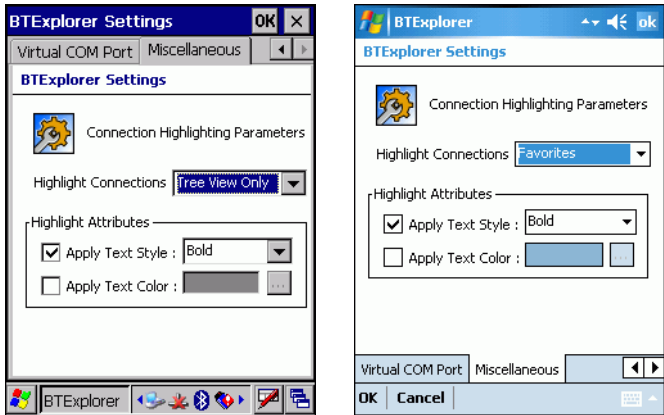 BTExplorer Settings OK
Virtual COM Port Miscellaneous
BTExplorer Settings
Connection Highlighting Parameters
Highlight Connections Tree View Only
Highlight Attributes
Apply Text Style : Bold
Apply Text Color : ...
BTExplorer
BTExplorer ok
BTExplorer Settings
Connection Highlighting Parameters
Highlight Connections Favorites
Highlight Attributes
Apply Text Style : Bold
Apply Text Color : ...
Virtual COM Port Miscellaneous
OK Cancel